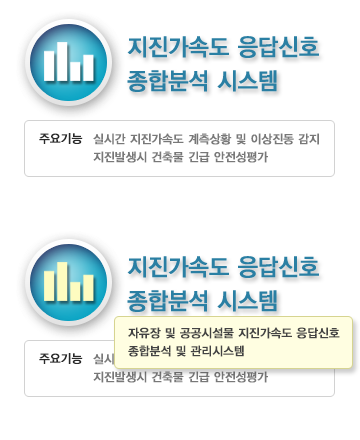 지진가속도 응답신호
종합분석 시스템
주요기능 실시간 지진가속도 계측상황 및 이상진동 감지
지진발생시 건축물 긴급 안전성평가
지진가속도 응답신호
종합분석 시스템
자유장 및 공공시설물 지진가속도 응답신호
종합분석 및 관리시스템
주요기능
지진발생시 건축물 긴급 안전성평가